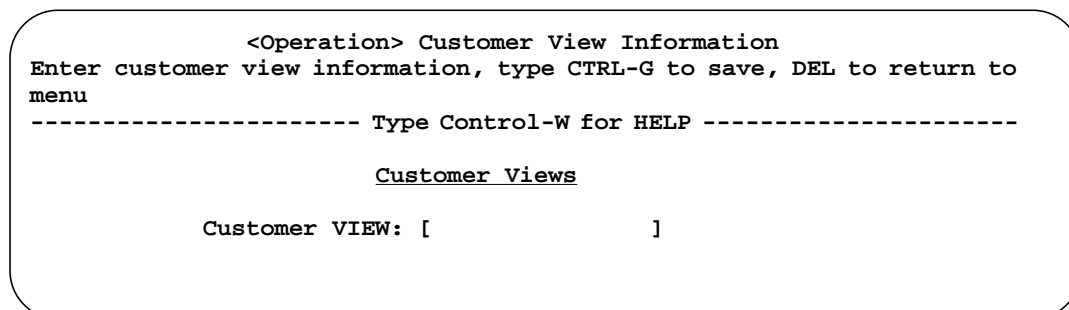 <Operation> Customer View Information
Enter customer view information, type CTRL-G to save, DEL to return to
menu
----------------------- Type Control-W for HELP ----------------------
Customer Views
Customer VIEW: [                ]